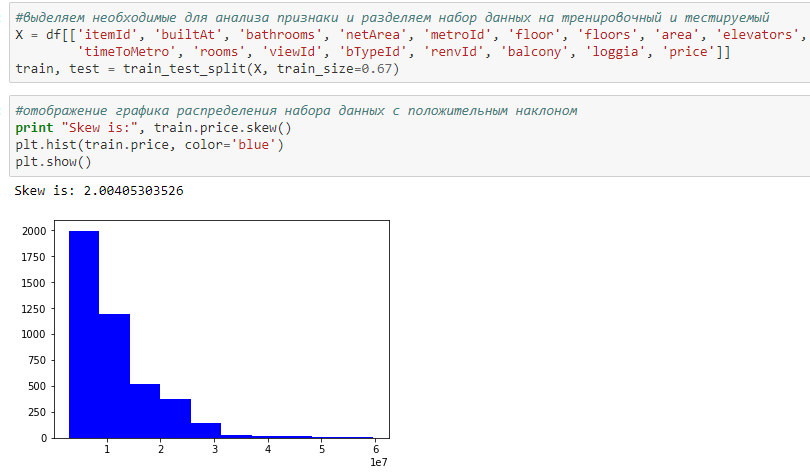 #выделяем необходимые для анализа признаки и разделяем набор данных на тренировочный и тестируемый
X = df[['itemId', 'builtAt', 'bathrooms', 'netArea', 'metroId', 'floor', 'floors', 'area', 'elevators',
'timeToMetro', 'rooms', 'viewId', 'bTypeId', 'renvId', 'balcony', 'loggia', 'price']]
train, test = train_test_split(X, train_size=0.67)
#отображение графика распределения набора данных с положительным наклоном
print "Skew is:", train.price.skew()
plt.hist(train.price, color='blue')
plt.show()
Skew is: 2.00405303526
2000
1750
1500
1250
1000
750
500
250
0
1 2 3 4 5 6
1e7